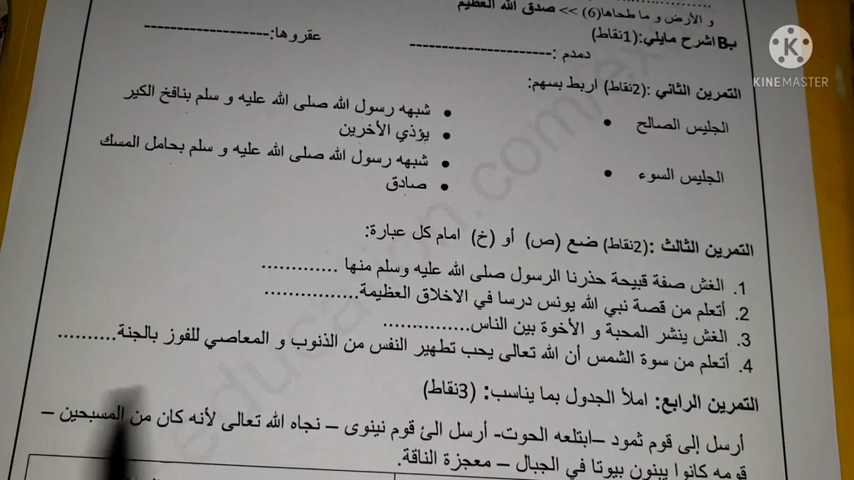 و الأرض و ما طحاها(6) >> صدق الله العظيم
بB اشرح مايلي:(1نقاط)
دمدم :---------------------- عقروها:-------------------
التمرين الثاني :(2نقاط) اربط بسهم:
الجليس الصالح •
الجليس السوء •
• شبهه رسول الله صلى الله عليه و سلم بنافخ الكير
• يؤذي الأخرين
• شبهه رسول الله صلى الله عليه و سلم بحامل المسك
• صادق
التمرين الثالث :(2نقاط) ضع (ص) أو (خ) امام كل عبارة:
1. الغش صفة قبيحة حذرنا الرسول صلى الله عليه وسلم منها .............
2. أتعلم من قصة نبي الله يونس درسا في الاخلاق العظيمة................
3. الغش ينشر المحبة و الأخوة بين الناس...............
4. أتعلم من سوة الشمس أن الله تعالى يحب تطهير النفس من الذنوب و المعاصي للفوز بالجنة...........
التمرين الرابع: املأ الجدول بما يناسب: (3نقاط)
أرسل إلى قوم ثمود –ابتلعه الحوت- أرسل الئ قوم نينوى – نجاه الله تعالى لأنه كان من المسبحين –
قومه كانوا يبنون بيوتا في الجبال – معجزة الناقة.
KINEMASTER